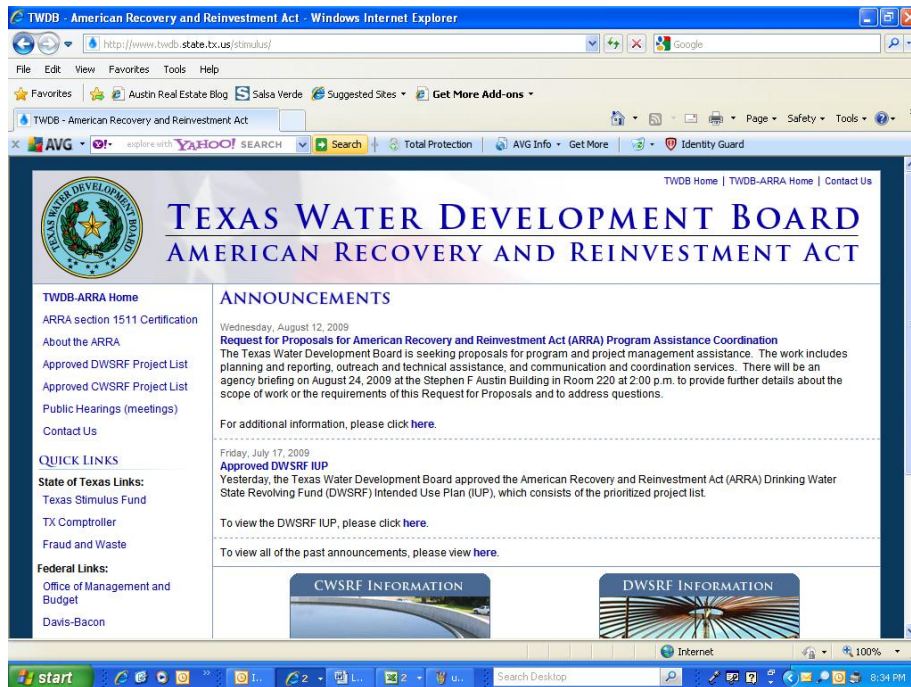 TWDB - American Recovery and Reinvestment Act - Windows Internet Explorer
http://www.twdb.state.tx.us/stimulus/
Google
File Edit View Favorites Tools Help
Favorites Austin Real Estate Blog Salsa Verde Suggested Sites Get More Add-ons
TWDB - American Recovery and Reinvestment Act
Page Safety Tools
AVG explore with YAHOO! SEARCH Search Total Protection AVG Info Get More Identity Guard
TWDB Home | TWDB-ARRA Home | Contact Us
TEXAS WATER DEVELOPMENT BOARD
TEXAS WATER DEVELOPMENT BOARD
AMERICAN RECOVERY AND REINVESTMENT ACT
TWDB-ARRA Home
ARRA section 1511 Certification
About the ARRA
Approved DWSRF Project List
Approved CWSRF Project List
Public Hearings (meetings)
Contact Us
QUICK LINKS
State of Texas Links:
Texas Stimulus Fund
TX Comptroller
Fraud and Waste
Federal Links:
Office of Management and
Budget
Davis-Bacon
ANNOUNCEMENTS
Wednesday, August 12, 2009
Request for Proposals for American Recovery and Reinvestment Act (ARRA) Program Assistance Coordination
The Texas Water Development Board is seeking proposals for program and project management assistance. The work includes
planning and reporting, outreach and technical assistance, and communication and coordination services. There will be an
agency briefing on August 24, 2009 at the Stephen F Austin Building in Room 220 at 2:00 p.m. to provide further details about the
scope of work or the requirements of this Request for Proposals and to address questions.
For additional information, please click here.
Friday, July 17, 2009
Approved DWSRF IUP
Yesterday, the Texas Water Development Board approved the American Recovery and Reinvestment Act (ARRA) Drinking Water
State Revolving Fund (DWSRF) Intended Use Plan (IUP), which consists of the prioritized project list.
To view the DWSRF IUP, please click here.
To view all of the past announcements, please view here.
CWSRF INFORMATION
DWSRF INFORMATION
Internet 100%
start I.. 2 L.. 2 u.. Search Desktop 8:34 PM